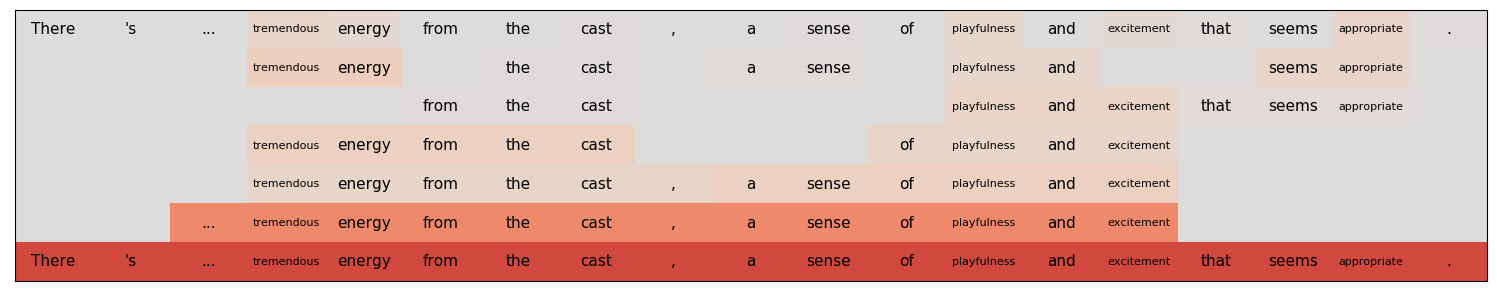 There 's ... tremendous energy from the cast , a sense of playfulness and excitement that seems appropriate .
tremendous energy the cast a sense playfulness and seems appropriate
from the cast playfulness and excitement that seems appropriate
tremendous energy from the cast of playfulness and excitement
tremendous energy from the cast , a sense of playfulness and excitement
... tremendous energy from the cast , a sense of playfulness and excitement
There 's ... tremendous energy from the cast , a sense of playfulness and excitement that seems appropriate .